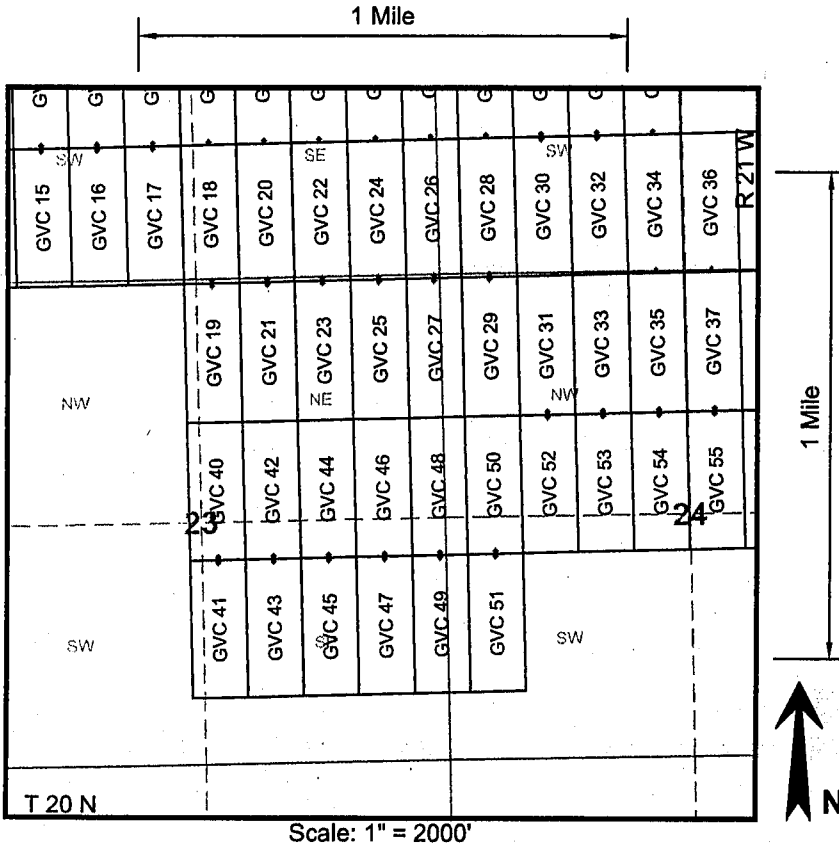 1 Mile
SW SE SW
GVC 15 GVC 16 GVC 17 GVC 18 GVC 20 GVC 22 GVC 24 GVC 26 GVC 28 GVC 30 GVC 32 GVC 34 GVC 36
R 21 W
GVC 19 GVC 21 GVC 23 GVC 25 GVC 27 GVC 29 GVC 31 GVC 33 GVC 35 GVC 37
NW NE NW
1 Mile
GVC 40 GVC 42 GVC 44 GVC 46 GVC 48 GVC 50 GVC 52 GVC 53 GVC 54 GVC 55
23 24
GVC 41 GVC 43 GVC 45 GVC 47 GVC 49 GVC 51
SW SW
T 20 N
N
Scale: 1" = 2000'